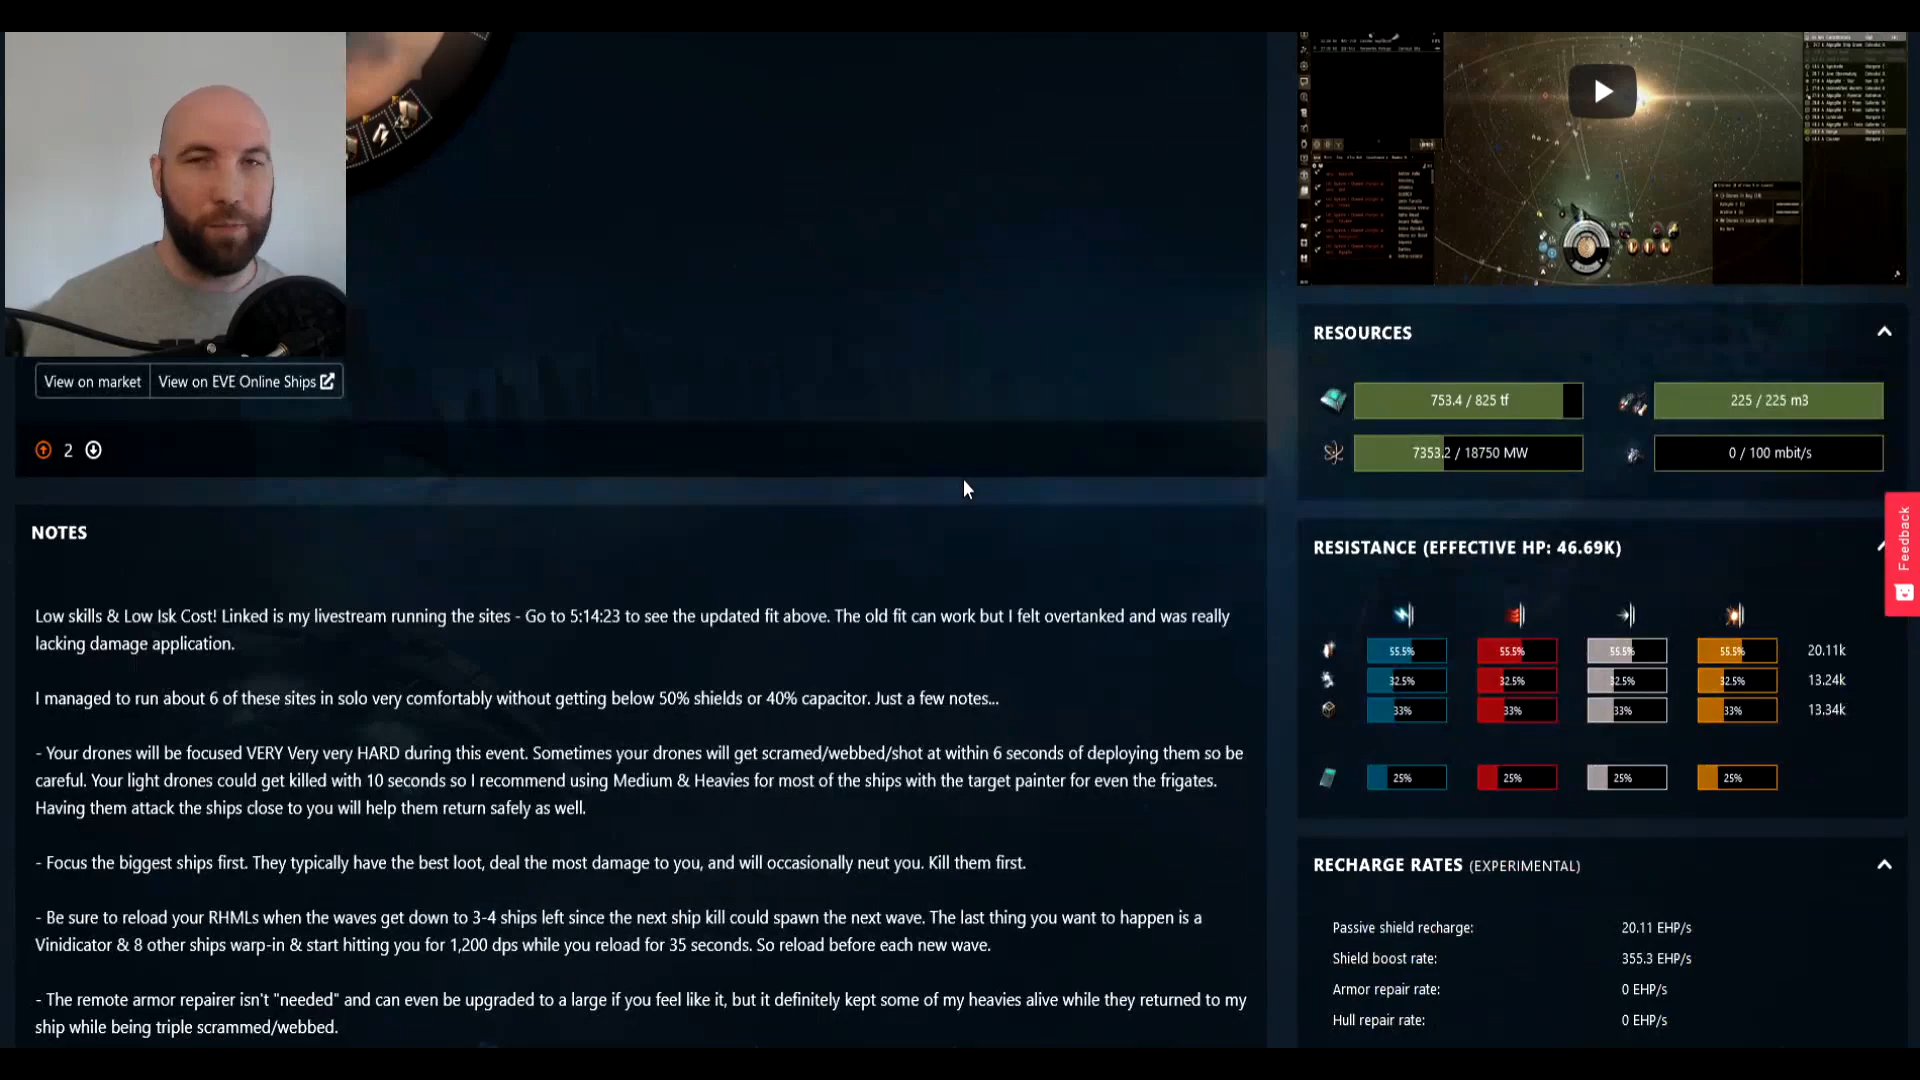 View on market
View on EVE Online Ships
2
NOTES
Low skills & Low Isk Cost! Linked is my livestream running the sites - Go to 5:14:23 to see the updated fit above. The old fit can work but I felt overtanked and was really
lacking damage application.
I managed to run about 6 of these sites in solo very comfortably without getting below 50% shields or 40% capacitor. Just a few notes...
- Your drones will be focused VERY Very very HARD during this event. Sometimes your drones will get scramed/webbed/shot at within 6 seconds of deploying them so be
careful. Your light drones could get killed with 10 seconds so I recommend using Medium & Heavies for most of the ships with the target painter for even the frigates.
Having them attack the ships close to you will help them return safely as well.
- Focus the biggest ships first. They typically have the best loot, deal the most damage to you, and will occasionally neut you. Kill them first.
- Be sure to reload your RHMLs when the waves get down to 3-4 ships left since the next ship kill could spawn the next wave. The last thing you want to happen is a
Vinidicator & 8 other ships warp-in & start hitting you for 1,200 dps while you reload for 35 seconds. So reload before each new wave.
- The remote armor repairer isn't "needed" and can even be upgraded to a large if you feel like it, but it definitely kept some of my heavies alive while they returned to my
ship while being triple scrammed/webbed.
RESOURCES
753.4 / 825 tf
225 / 225 m3
7353.2 / 18750 MW
0 / 100 mbit/s
RESISTANCE (EFFECTIVE HP: 46.69K)
55.5% 55.5% 55.5% 55.5% 20.11k
32.5% 32.5% 32.5% 32.5% 13.24k
33% 33% 33% 33% 13.34k
25% 25% 25% 25%
RECHARGE RATES (EXPERIMENTAL)
Passive shield recharge: 20.11 EHP/s
Shield boost rate: 355.3 EHP/s
Armor repair rate: 0 EHP/s
Hull repair rate: 0 EHP/s
Feedback